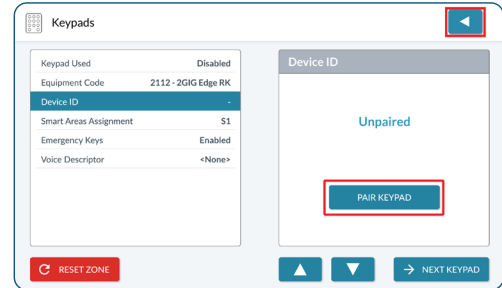 Keypads
Keypad Used Disabled
Equipment Code 2112 - 2GIG Edge RK
Device ID -
Smart Areas Assignment S1
Emergency Keys Enabled
Voice Descriptor <None>
Device ID
Unpaired
PAIR KEYPAD
RESET ZONE
NEXT KEYPAD